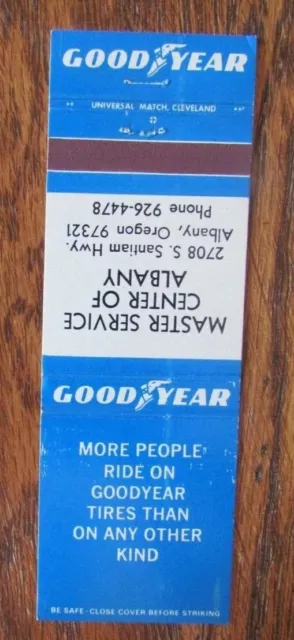 GOODYEAR
UNIVERSAL MATCH, CLEVELAND
MASTER SERVICE
CENTER OF
ALBANY
2708 S. Santiam Hwy.
Albany, Oregon 97321
Phone 926-4478
GOODYEAR
MORE PEOPLE
RIDE ON
GOODYEAR
TIRES THAN
ON ANY OTHER
KIND
BE SAFE - CLOSE COVER BEFORE STRIKING